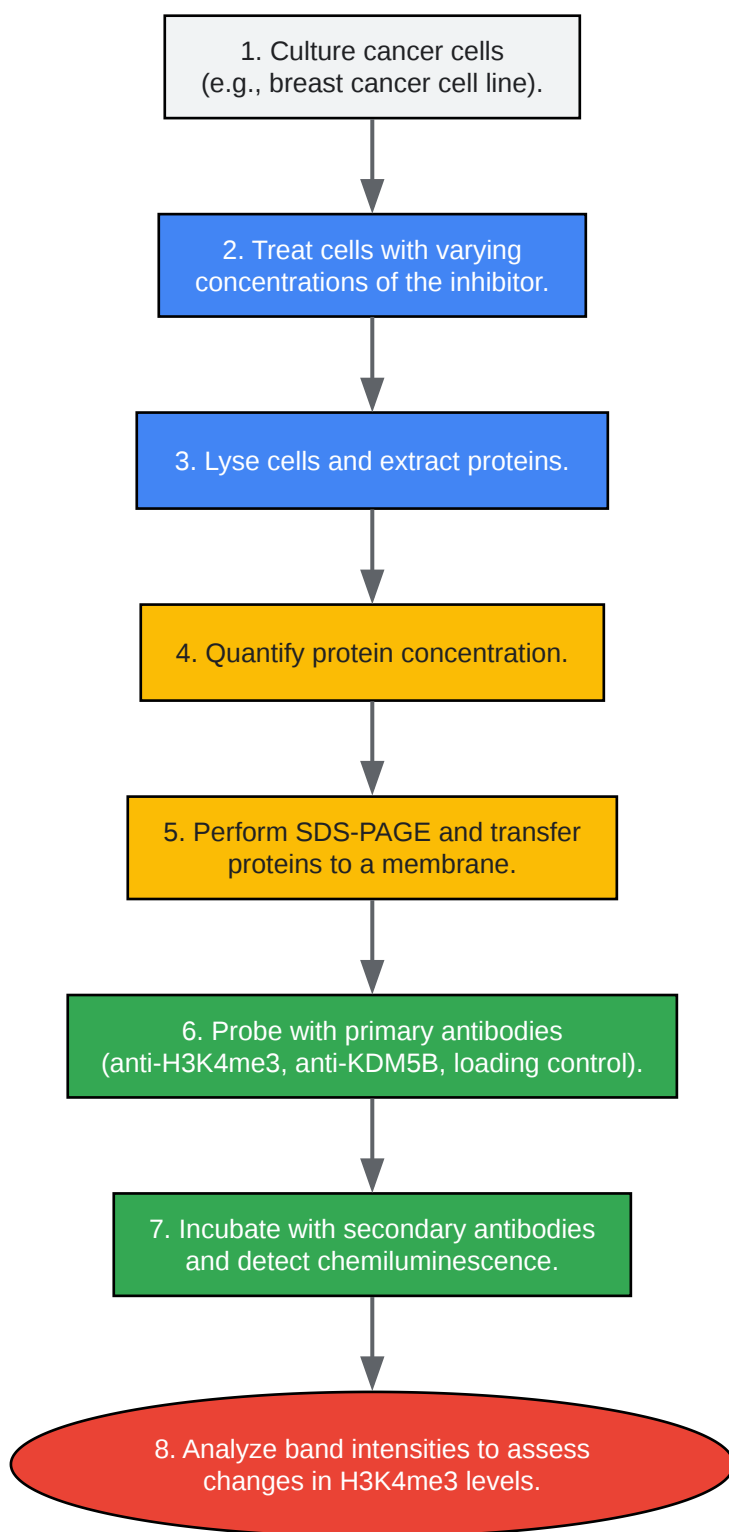 1. Culture cancer cells
(e.g., breast cancer cell line).
2. Treat cells with varying
concentrations of the inhibitor.
3. Lyse cells and extract proteins.
4. Quantify protein concentration.
5. Perform SDS-PAGE and transfer
proteins to a membrane.
6. Probe with primary antibodies
(anti-H3K4me3, anti-KDM5B, loading control).
7. Incubate with secondary antibodies
and detect chemiluminescence.
8. Analyze band intensities to assess
changes in H3K4me3 levels.